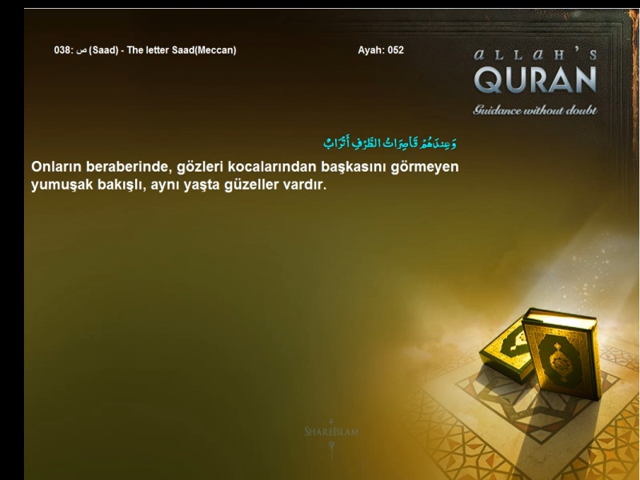 038: ص (Saad) - The letter Saad(Meccan) Ayah: 052
ALLAH'S
QURAN
Guidance without doubt
وَعِندَهُمْ قَاصِرَاتُ الطَّرْفِ أَتْرَابٌ
Onların beraberinde, gözleri kocalarından başkasını görmeyen
yumuşak bakışlı, aynı yaşta güzeller vardır.
SHAREISLAM